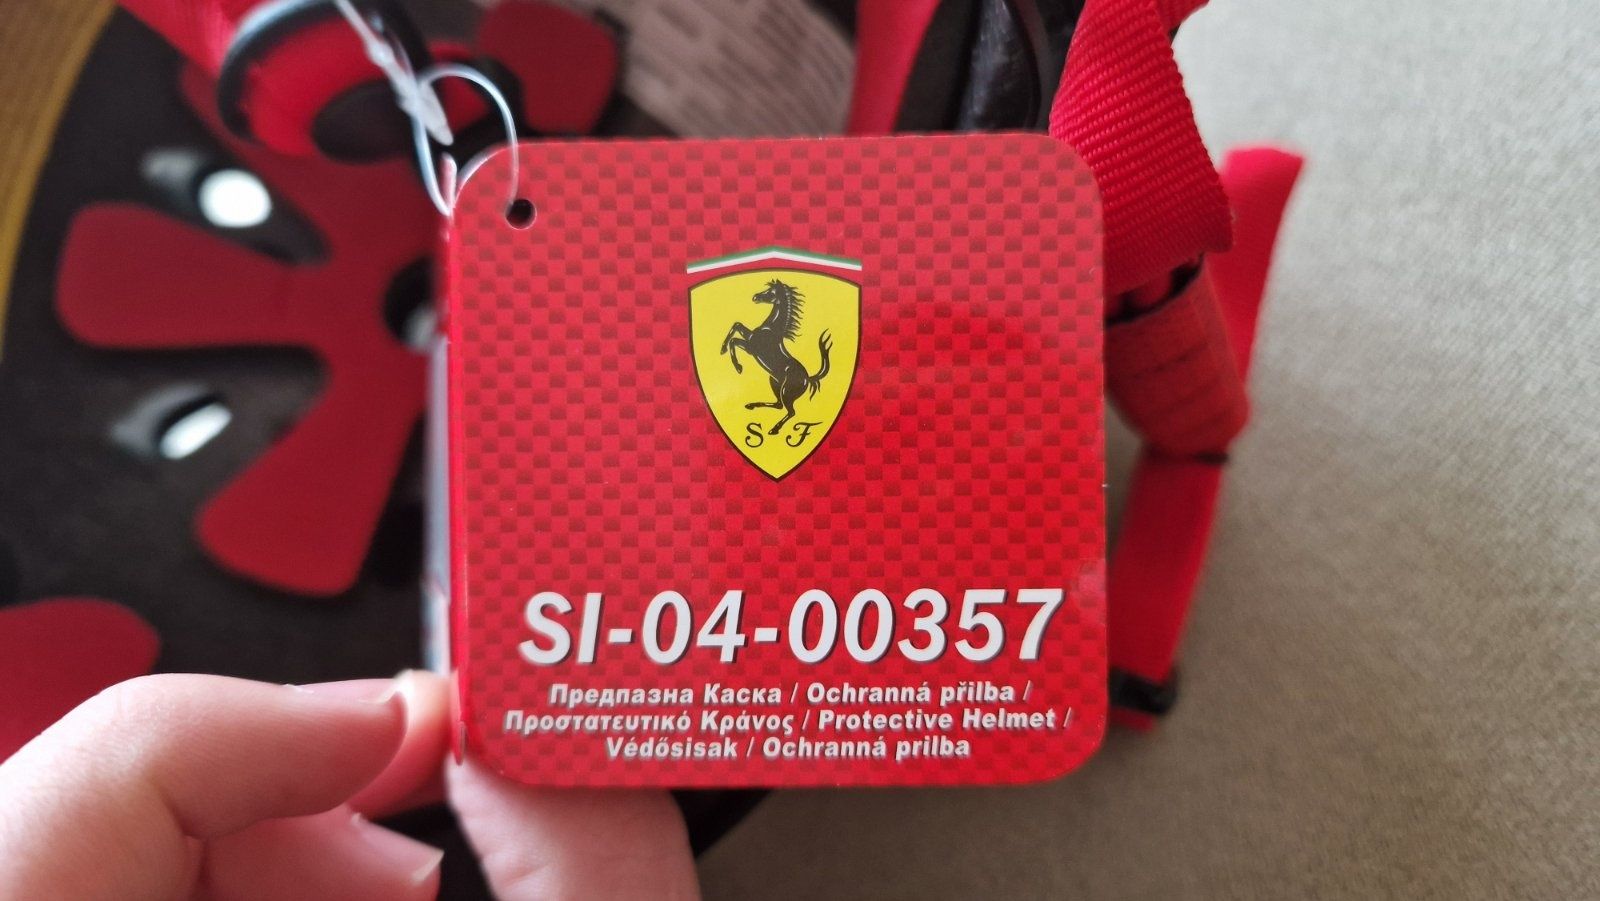 S F
SI-04-00357
Предпазна Каска / Ochranná přilba /
Προστατευτικό Κράνος / Protective Helmet /
Védősisak / Ochranná prilba